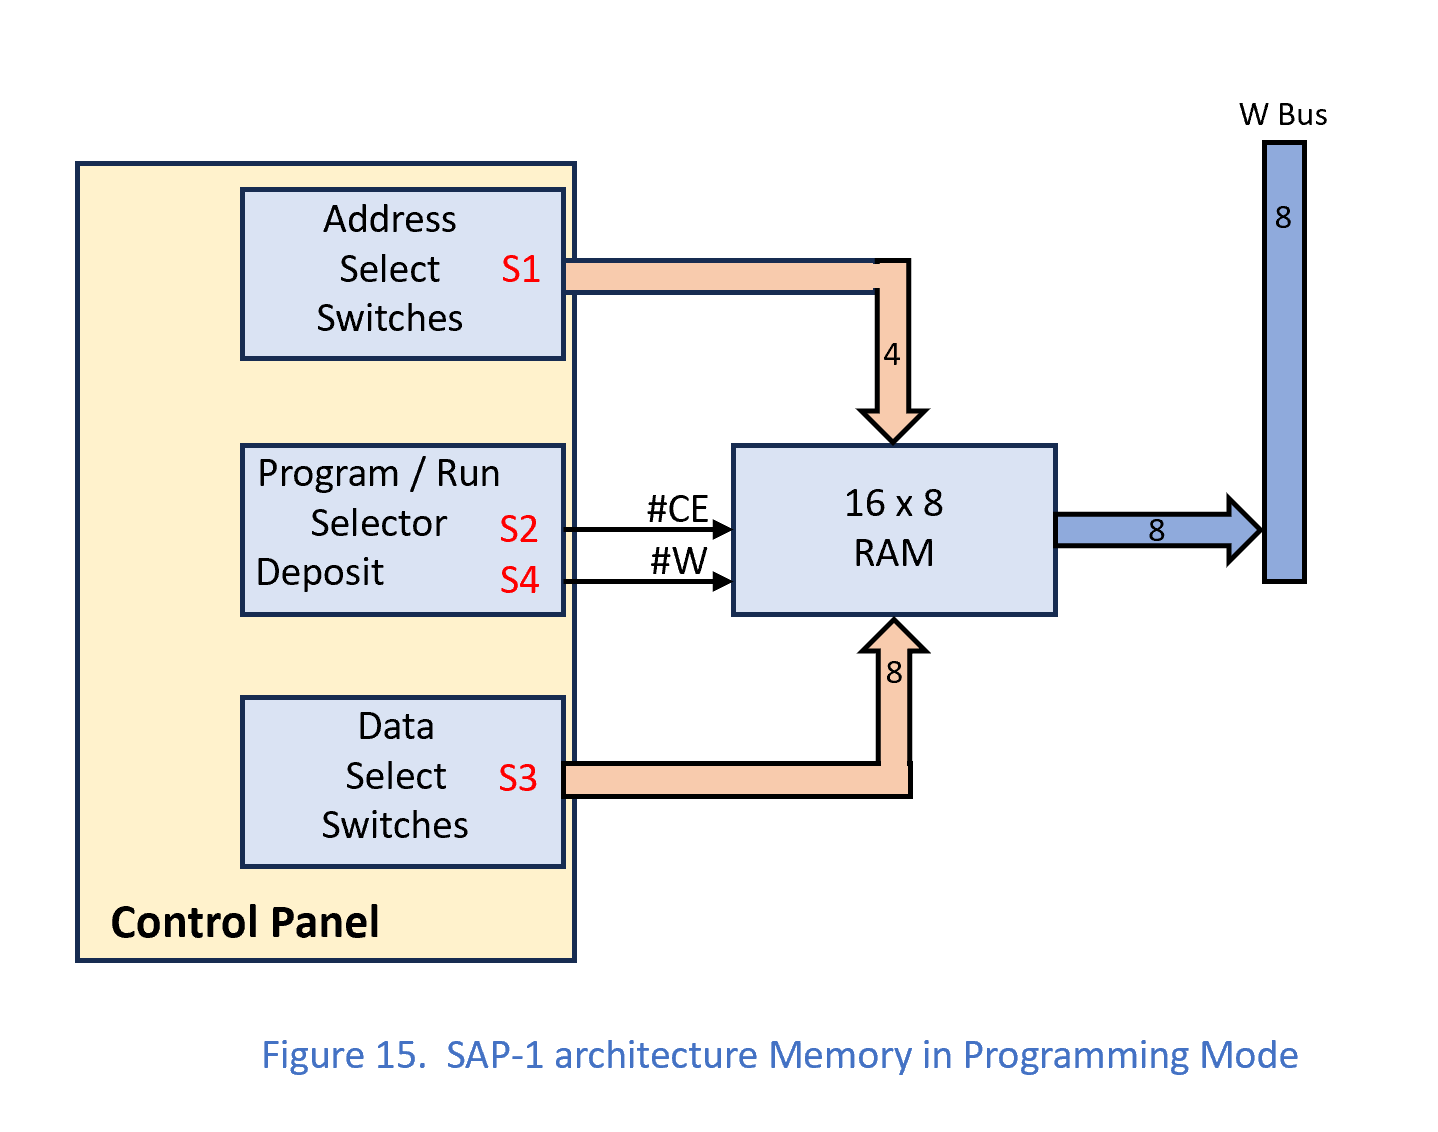 W Bus
8
Address
Select S1
Switches
4
Program / Run
Selector S2
Deposit S4
#CE
#W
16 x 8
RAM
8
8
Data
Select S3
Switches
Control Panel
Figure 15. SAP-1 architecture Memory in Programming Mode